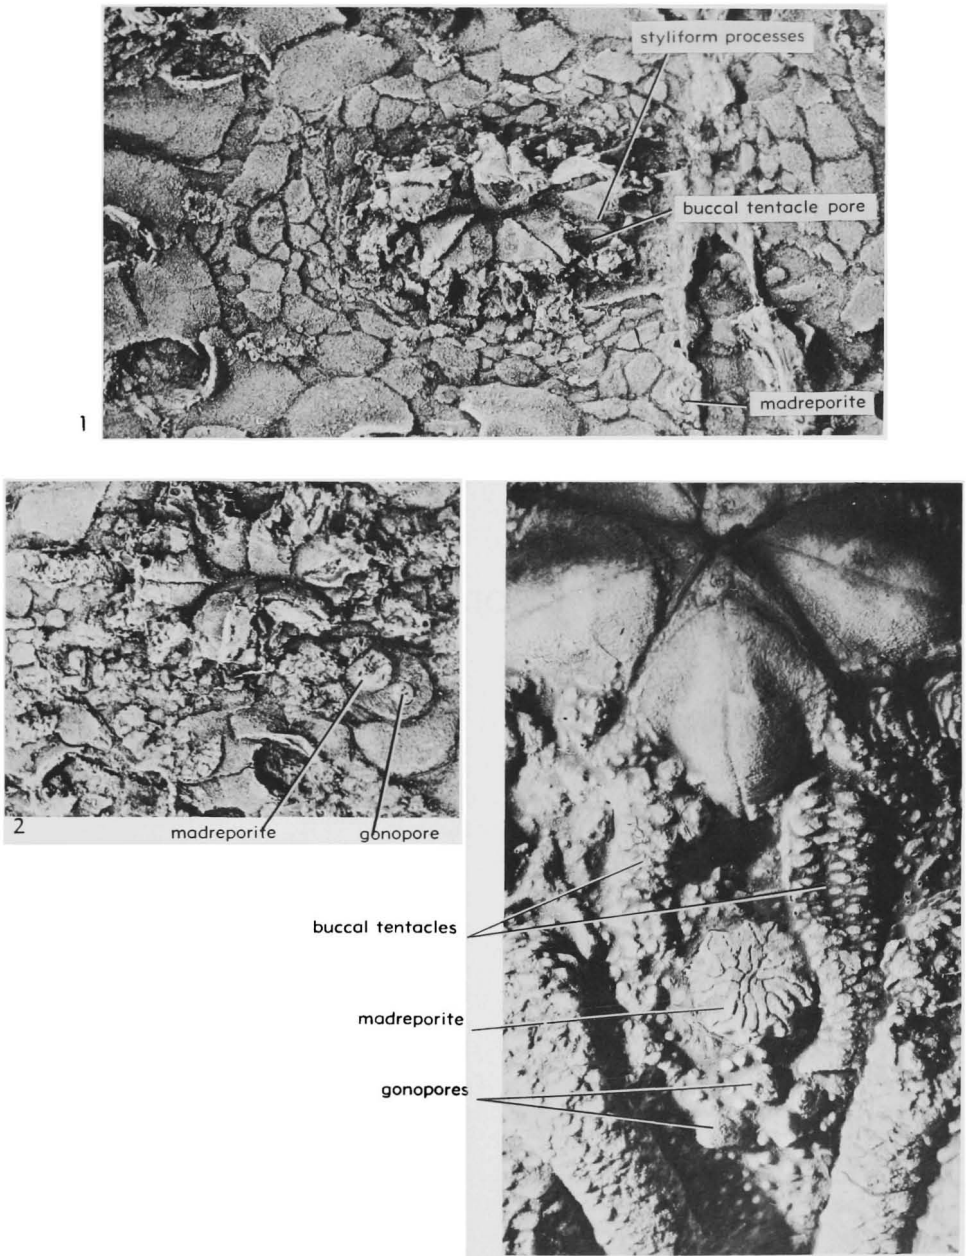 styliform processes
buccal tentacle pore
madreporite
1
2
madreporite
gonopore
buccal tentacles
madreporite
gonopores